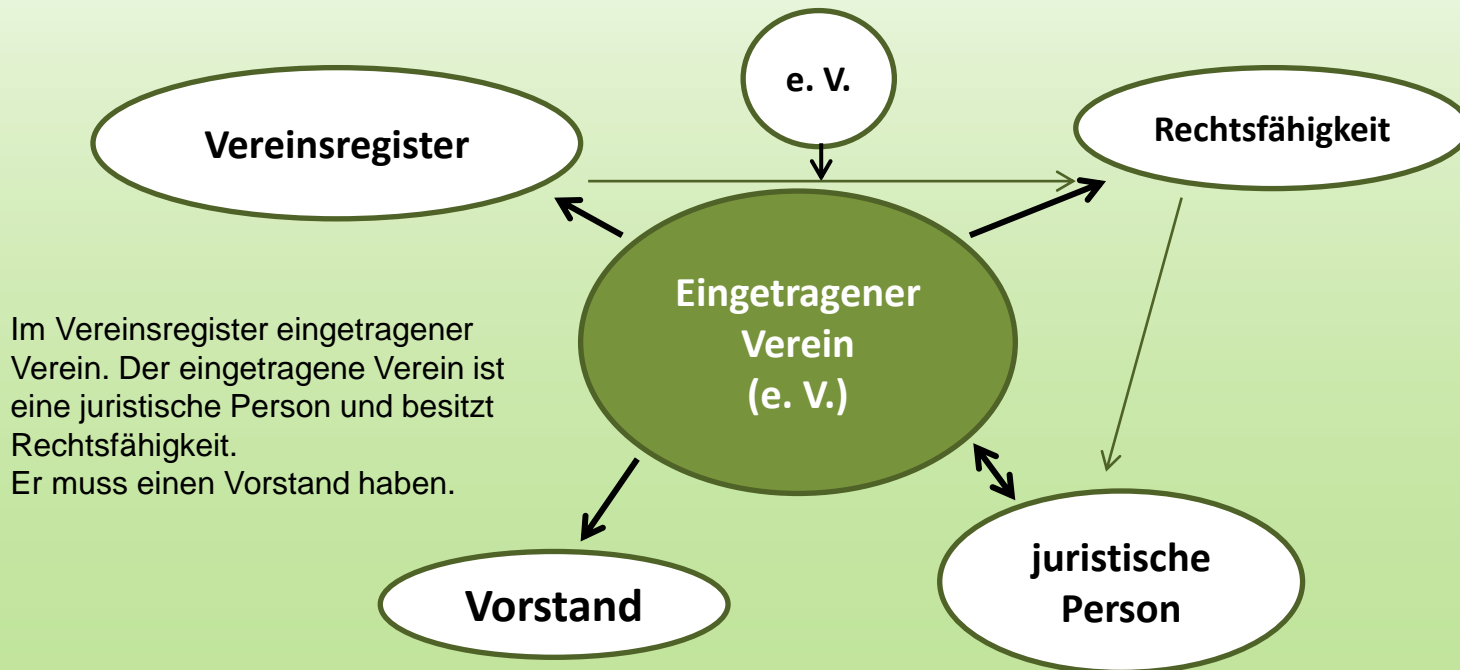 e. V.
Vereinsregister
Rechtsfähigkeit
Eingetragener
Verein
(e. V.)
Im Vereinsregister eingetragener
Verein. Der eingetragene Verein ist
eine juristische Person und besitzt
Rechtsfähigkeit.
Er muss einen Vorstand haben.
juristische
Person
Vorstand